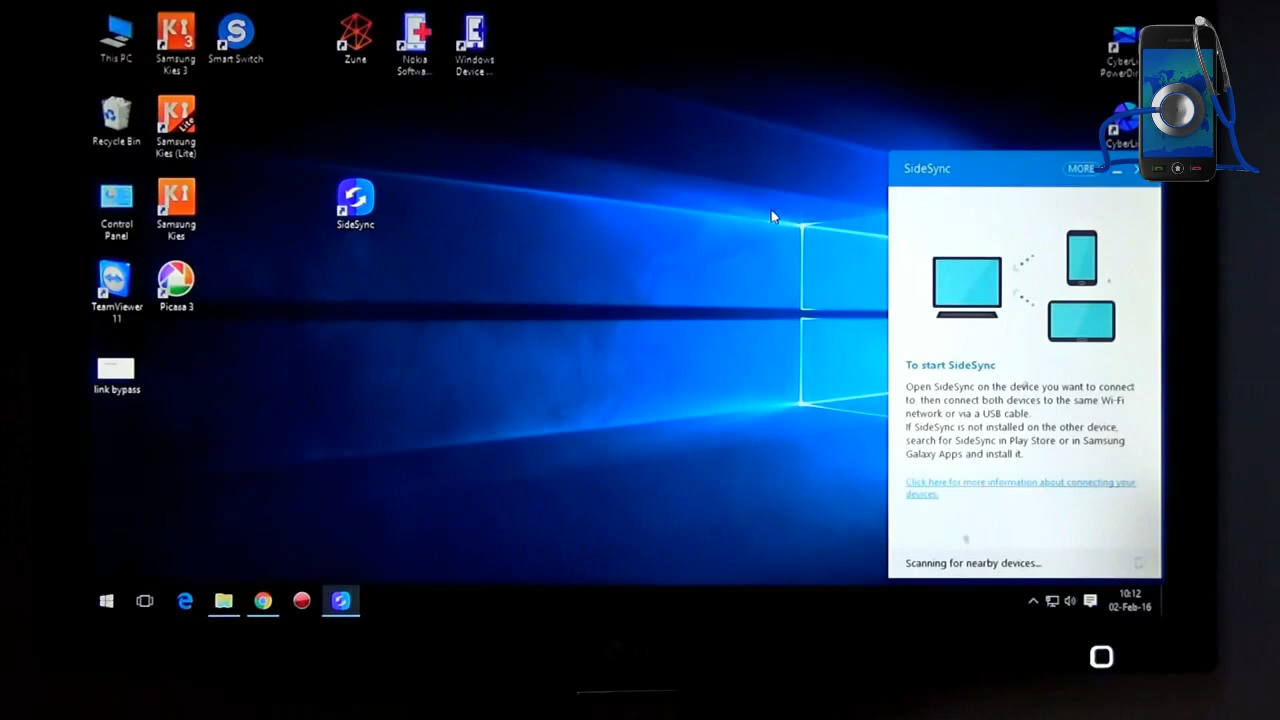 This PC
Samsung
Kies 3
Smart Switch
Zune
Nokia
Softwa...
Windows
Device ...
Recycle Bin
Samsung
Kies (Lite)
Control
Panel
Samsung
Kies
SideSync
TeamViewer
11
Picasa 3
link bypass
SideSync
MORE
To start SideSync
Open SideSync on the device you want to connect
to, then connect both devices to the same Wi-Fi
network or via a USB cable.
If SideSync is not installed on the other device,
search for SideSync in Play Store or in Samsung
Galaxy Apps and install it.
Click here for more information about connecting your
devices.
Scanning for nearby devices...
10:12
02-Feb-16